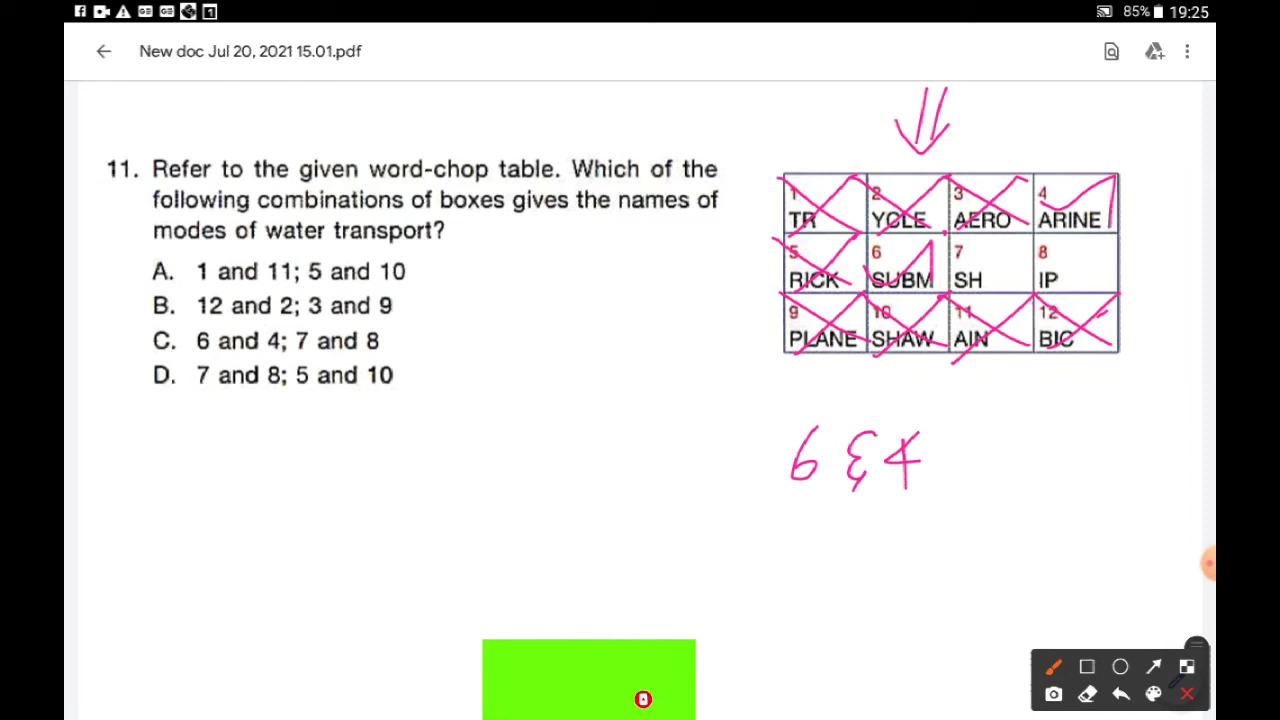 85% 19:25
New doc Jul 20, 2021 15.01.pdf
11. Refer to the given word-chop table. Which of the
following combinations of boxes gives the names of
modes of water transport?
A. 1 and 11; 5 and 10
B. 12 and 2; 3 and 9
C. 6 and 4; 7 and 8
D. 7 and 8; 5 and 10
1 2 3 4
TR YCLE AERO ARINE
5 6 7 8
RICK SUBM SH IP
9 10 11 12
PLANE SHAW AIN BIC
6 & 4